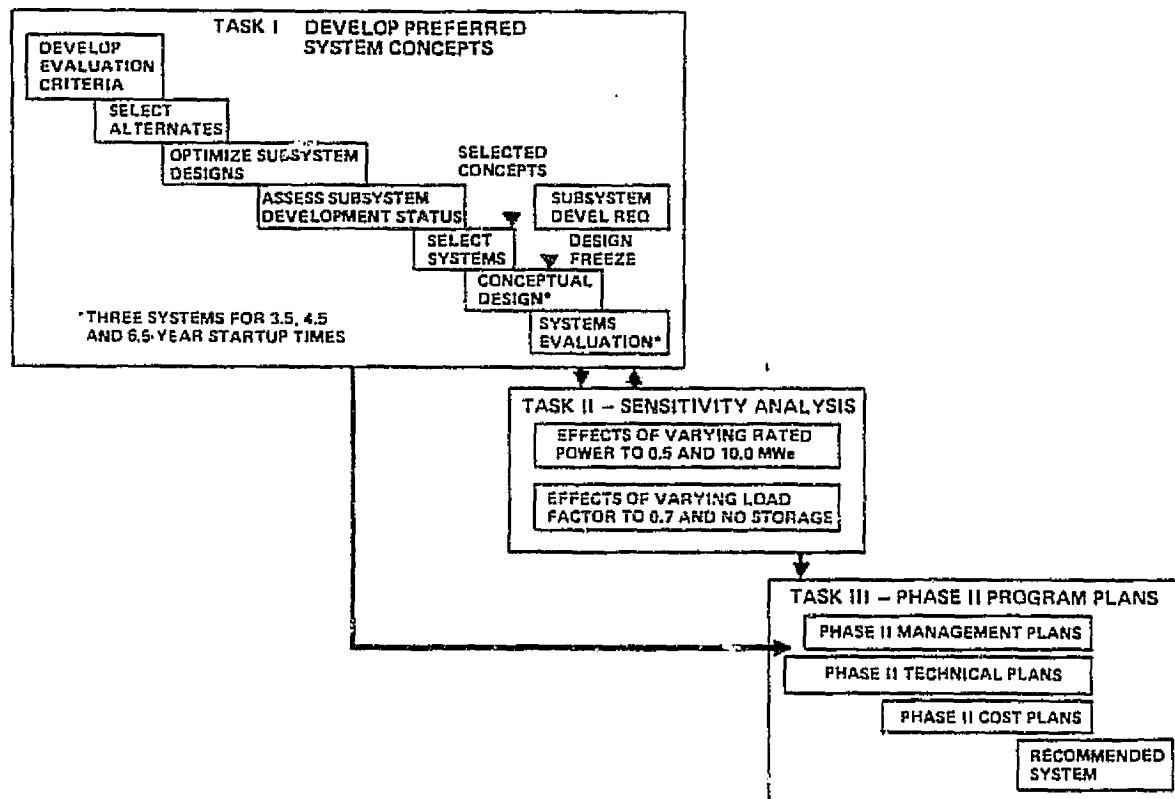 TASK I DEVELOP PREFERRED
SYSTEM CONCEPTS
DEVELOP
EVALUATION
CRITERIA
SELECT
ALTERNATES
OPTIMIZE SUBSYSTEM
DESIGNS
SELECTED
CONCEPTS
ASSESS SUBSYSTEM
DEVELOPMENT STATUS
SUBSYSTEM
DEVEL REQ
SELECT
SYSTEMS
DESIGN
FREEZE
CONCEPTUAL
DESIGN*
*THREE SYSTEMS FOR 3.5, 4.5
AND 6.5-YEAR STARTUP TIMES
SYSTEMS
EVALUATION*
TASK II – SENSITIVITY ANALYSIS
EFFECTS OF VARYING RATED
POWER TO 0.5 AND 10.0 MWe
EFFECTS OF VARYING LOAD
FACTOR TO 0.7 AND NO STORAGE
TASK III – PHASE II PROGRAM PLANS
PHASE II MANAGEMENT PLANS
PHASE II TECHNICAL PLANS
PHASE II COST PLANS
RECOMMENDED
SYSTEM